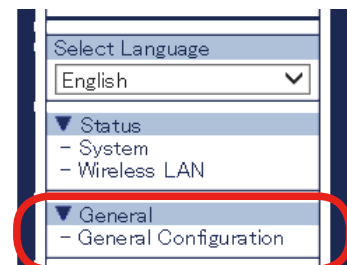 Select Language
English
▼ Status
- System
- Wireless LAN
▼ General
- General Configuration